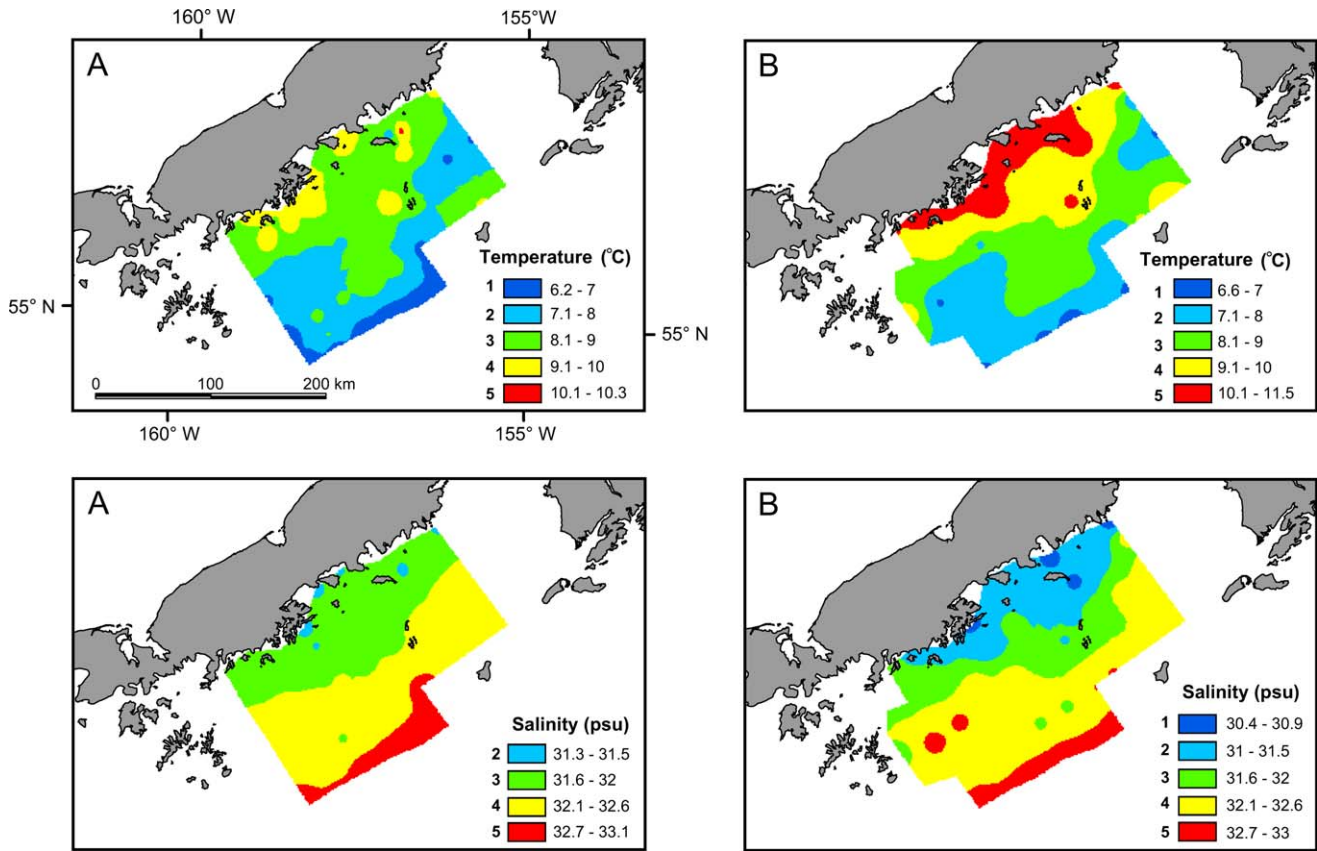 160° W 155° W
A
Temperature (°C)
1 6.2 - 7
2 7.1 - 8
3 8.1 - 9
4 9.1 - 10
5 10.1 - 10.3
55° N
55° N
0 100 200 km
160° W 155° W
B
Temperature (°C)
1 6.6 - 7
2 7.1 - 8
3 8.1 - 9
4 9.1 - 10
5 10.1 - 11.5
A
Salinity (psu)
2 31.3 - 31.5
3 31.6 - 32
4 32.1 - 32.6
5 32.7 - 33.1
B
Salinity (psu)
1 30.4 - 30.9
2 31 - 31.5
3 31.6 - 32
4 32.1 - 32.6
5 32.7 - 33